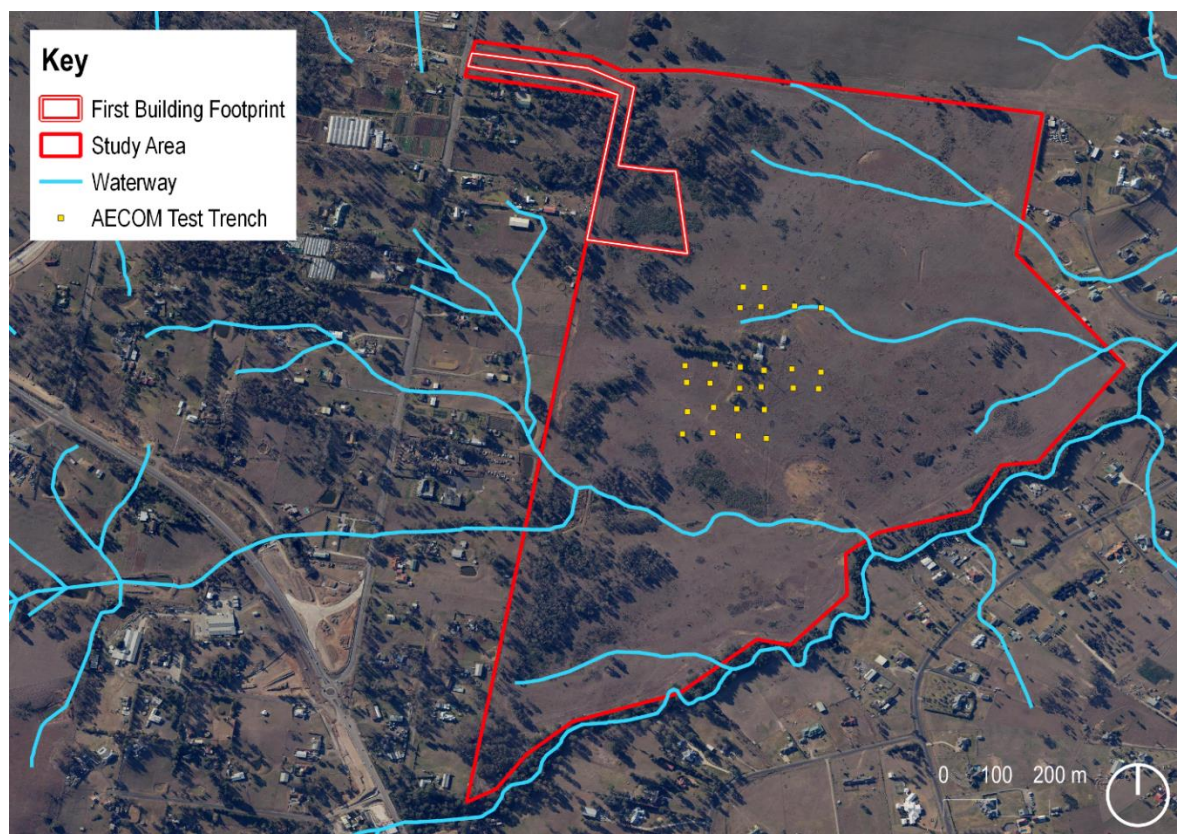 Key
First Building Footprint
Study Area
Waterway
AECOM Test Trench
0 100 200 m